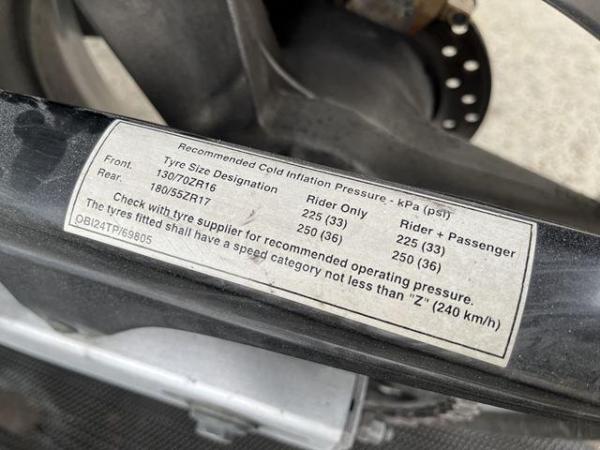 Recommended Cold Inflation Pressure - kPa (psi)
Tyre Size Designation Rider Only Rider + Passenger
Front. 130/70ZR16 225 (33) 225 (33)
Rear. 180/55ZR17 250 (36) 250 (36)
Check with tyre supplier for recommended operating pressure.
The tyres fitted shall have a speed category not less than "Z" (240 km/h)
OBI24TP/69805